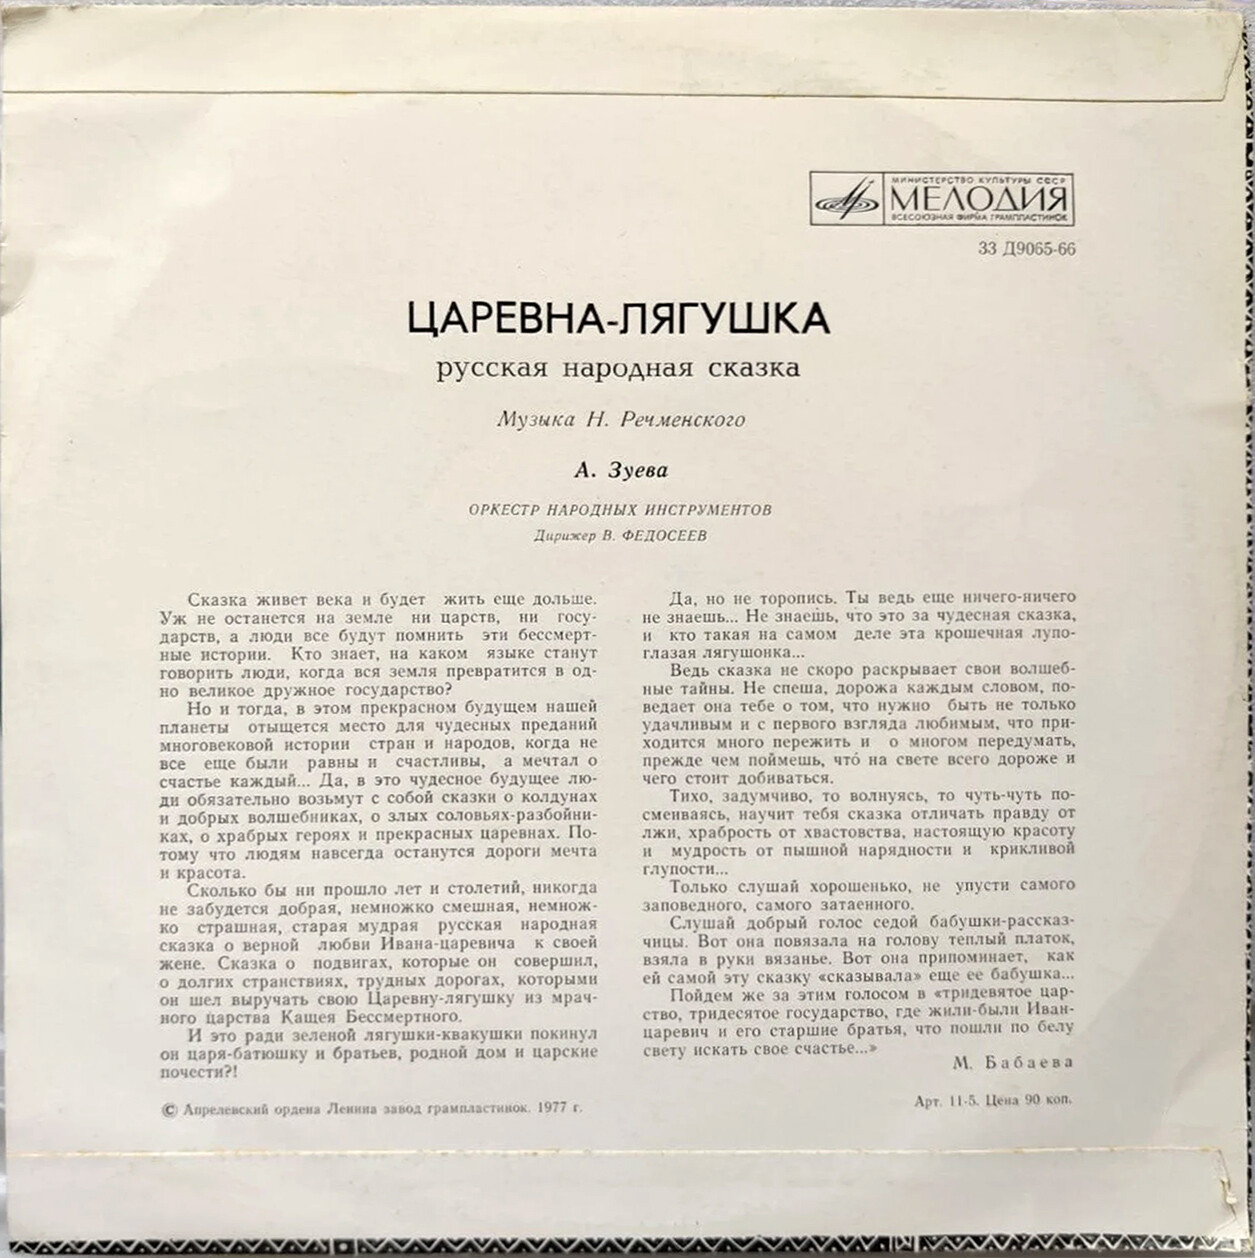 МИНИСТЕРСТВО КУЛЬТУРЫ СССР
МЕЛОДИЯ
ВСЕСОЮЗНАЯ ФИРМА ГРАМПЛАСТИНОК
33 Д9065-66
ЦАРЕВНА-ЛЯГУШКА
русская народная сказка
Музыка Н. Речменского
А. Зуева
ОРКЕСТР НАРОДНЫХ ИНСТРУМЕНТОВ
Дирижер В. ФЕДОСЕЕВ
Сказка живет века и будет жить еще дольше.
Уж не останется на земле ни царств, ни госу-
дарств, а люди все будут помнить эти бессмерт-
ные истории. Кто знает, на каком языке станут
говорить люди, когда вся земля превратится в од-
но великое дружное государство?
Но и тогда, в этом прекрасном будущем нашей
планеты отыщется место для чудесных преданий
многовековой истории стран и народов, когда не
все еще были равны и счастливы, а мечтал о
счастье каждый... Да, в это чудесное будущее лю-
ди обязательно возьмут с собой сказки о колдунах
и добрых волшебниках, о злых соловьях-разбойни-
ках, о храбрых героях и прекрасных царевнах. По-
тому что людям навсегда останутся дороги мечта
и красота.
Сколько бы ни прошло лет и столетий, никогда
не забудется добрая, немножко смешная, немнож-
ко страшная, старая мудрая русская народная
сказка о верной любви Ивана-царевича к своей
жене. Сказка о подвигах, которые он совершил,
о долгих странствиях, трудных дорогах, которыми
он шел выручать свою Царевну-лягушку из мрач-
ного царства Кащея Бессмертного.
И это ради зеленой лягушки-квакушки покинул
он царя-батюшку и братьев, родной дом и царские
почести?!
© Апрелевский ордена Ленина завод грампластинок. 1977 г.
Да, но не торопись. Ты ведь еще ничего-ничего
не знаешь... Не знаешь, что это за чудесная сказка,
и кто такая на самом деле эта крошечная лупо-
глазая лягушонка...
Ведь сказка не скоро раскрывает свои волшеб-
ные тайны. Не спеша, дорожа каждым словом, по-
ведает она тебе о том, что нужно быть не только
удачливым и с первого взгляда любимым, что при-
ходится много пережить и о многом передумать,
прежде чем поймешь, что́ на свете всего дороже и
чего стоит добиваться.
Тихо, задумчиво, то волнуясь, то чуть-чуть по-
смеиваясь, научит тебя сказка отличать правду от
лжи, храбрость от хвастовства, настоящую красоту
и мудрость от пышной нарядности и крикливой
глупости...
Только слушай хорошенько, не упусти самого
заповедного, самого затаенного.
Слушай добрый голос седой бабушки-рассказ-
чицы. Вот она повязала на голову теплый платок,
взяла в руки вязанье. Вот она припоминает, как
ей самой эту сказку «сказывала» еще ее бабушка...
Пойдем же за этим голосом в «тридевятое цар-
ство, тридесятое государство, где жили-были Иван-
царевич и его старшие братья, что пошли по белу
свету искать свое счастье...»
М. Бабаева
Арт. 11-5. Цена 90 коп.